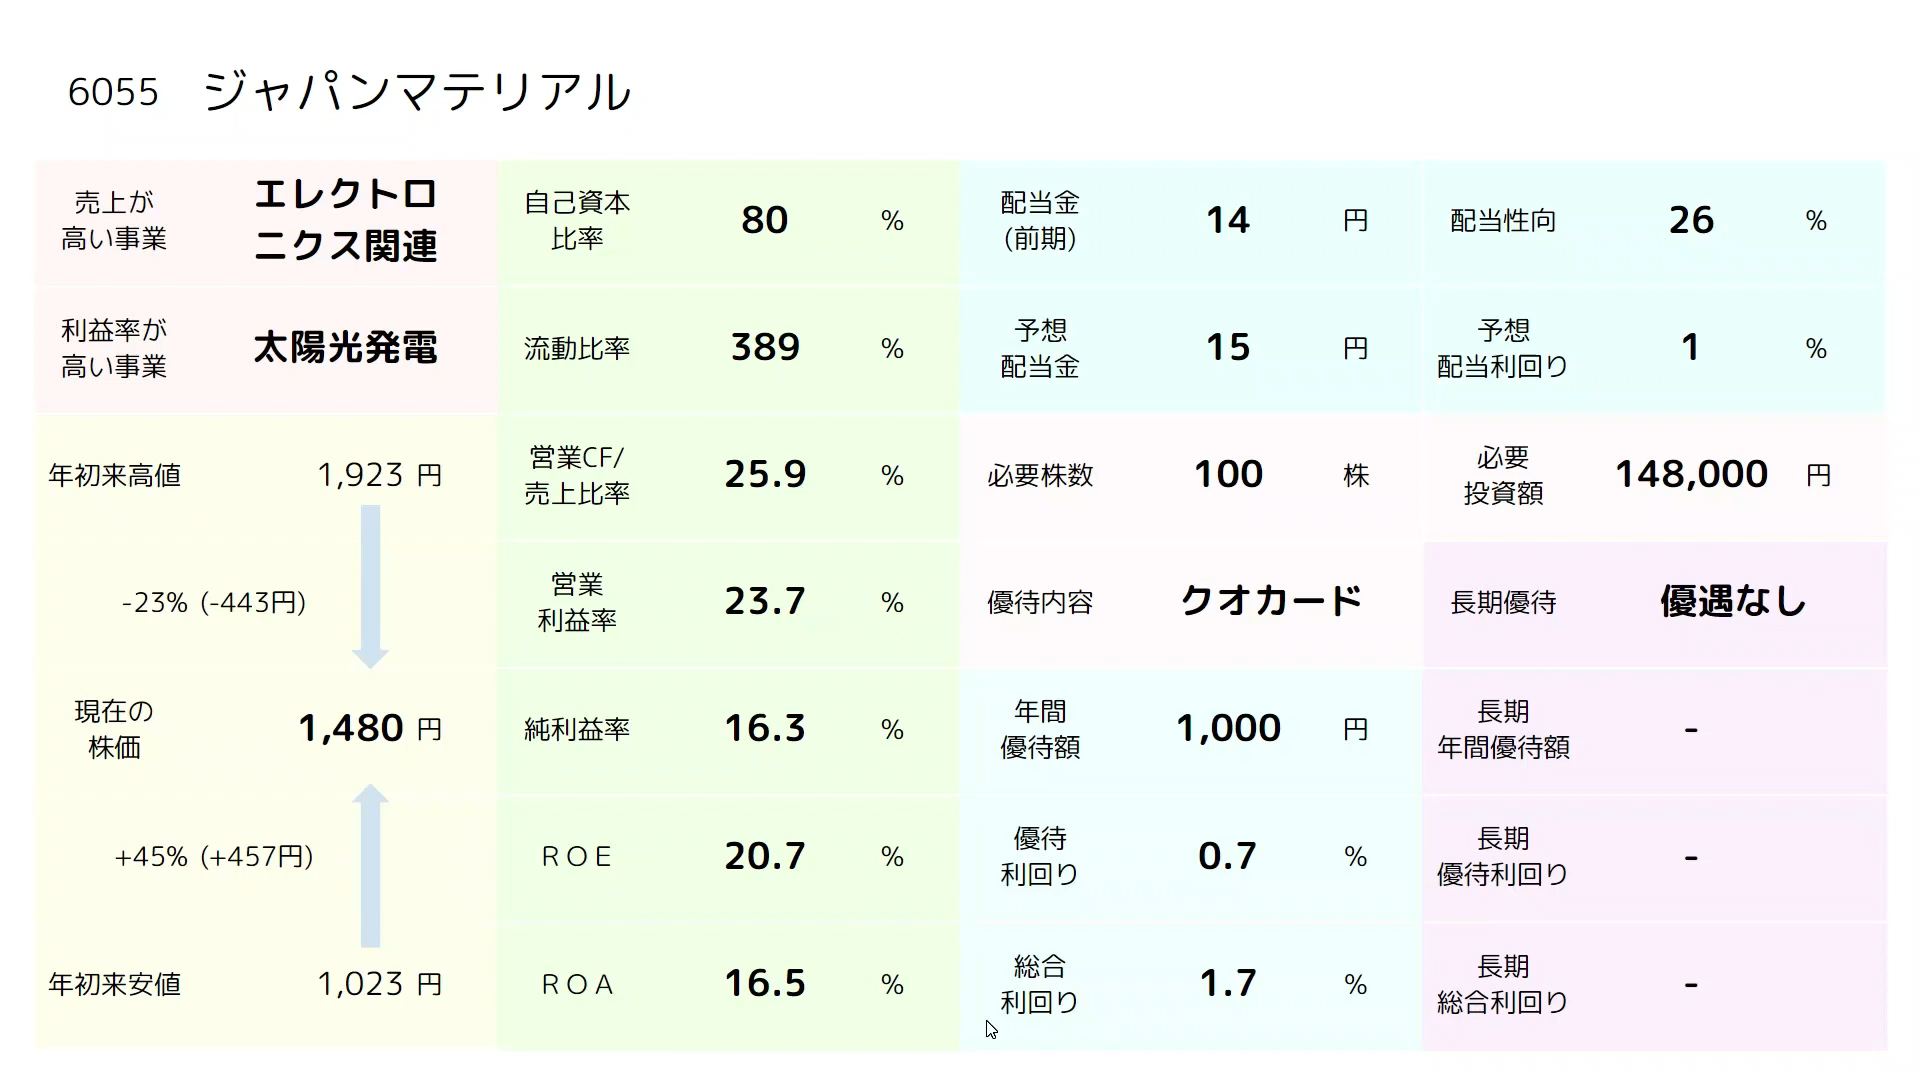 6055 ジャパンマテリアル
売上が
高い事業
エレクトロ
ニクス関連
自己資本
比率
80 %
配当金
(前期)
14 円
配当性向 26 %
利益率が
高い事業
太陽光発電
流動比率 389 %
予想
配当金
15 円
予想
配当利回り
1 %
年初来高値 1,923 円
営業CF/
売上比率
25.9 %
必要株数 100 株
必要
投資額
148,000 円
-23% (-443円)
営業
利益率
23.7 %
優待内容 クオカード
長期優待 優遇なし
現在の
株価
1,480 円
純利益率 16.3 %
年間
優待額
1,000 円
長期
年間優待額
-
+45% (+457円)
ＲＯＥ 20.7 %
優待
利回り
0.7 %
長期
優待利回り
-
年初来安値 1,023 円
ＲＯＡ 16.5 %
総合
利回り
1.7 %
長期
総合利回り
-